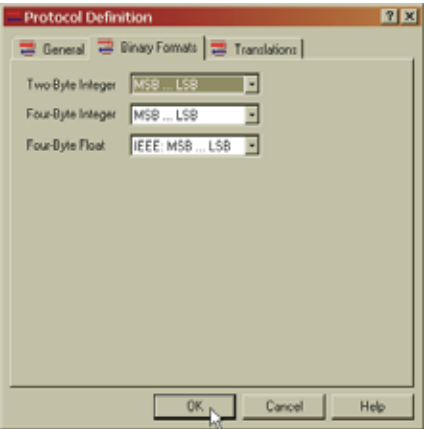 Protocol Definition
General Binary Formats Translations
Two-Byte Integer MSB ... LSB
Four-Byte Integer MSB ... LSB
Four-Byte Float IEEE: MSB ... LSB
OK Cancel Help